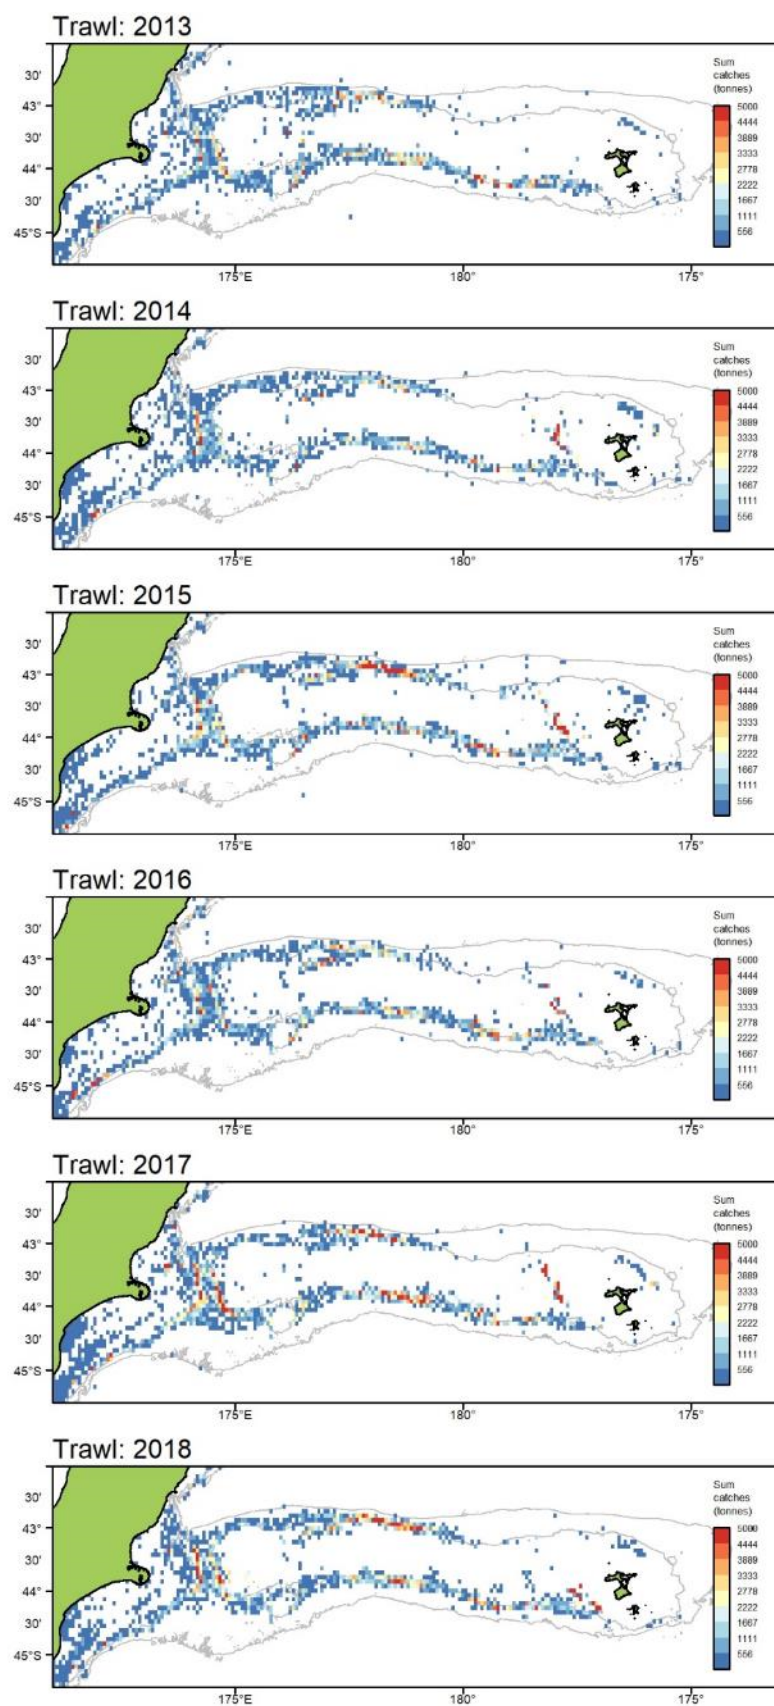 Trawl: 2013
Sum
catches
(tonnes)
30'
43°
30'
44°
30'
45°S
5000
4444
3889
3333
2778
2222
1667
1111
556
175°E
180°
175°
Trawl: 2014
Sum
catches
(tonnes)
30'
43°
30'
44°
30'
45°S
5000
4444
3889
3333
2778
2222
1667
1111
556
175°E
180°
175°
Trawl: 2015
Sum
catches
(tonnes)
30'
43°
30'
44°
30'
45°S
5000
4444
3889
3333
2778
2222
1667
1111
556
175°E
180°
175°
Trawl: 2016
Sum
catches
(tonnes)
30'
43°
30'
44°
30'
45°S
5000
4444
3889
3333
2778
2222
1667
1111
556
175°E
180°
175°
Trawl: 2017
Sum
catches
(tonnes)
30'
43°
30'
44°
30'
45°S
5000
4444
3889
3333
2778
2222
1667
1111
556
175°E
180°
175°
Trawl: 2018
Sum
catches
(tonnes)
30'
43°
30'
44°
30'
45°S
5000
4444
3889
3333
2778
2222
1667
1111
556
175°E
180°
175°